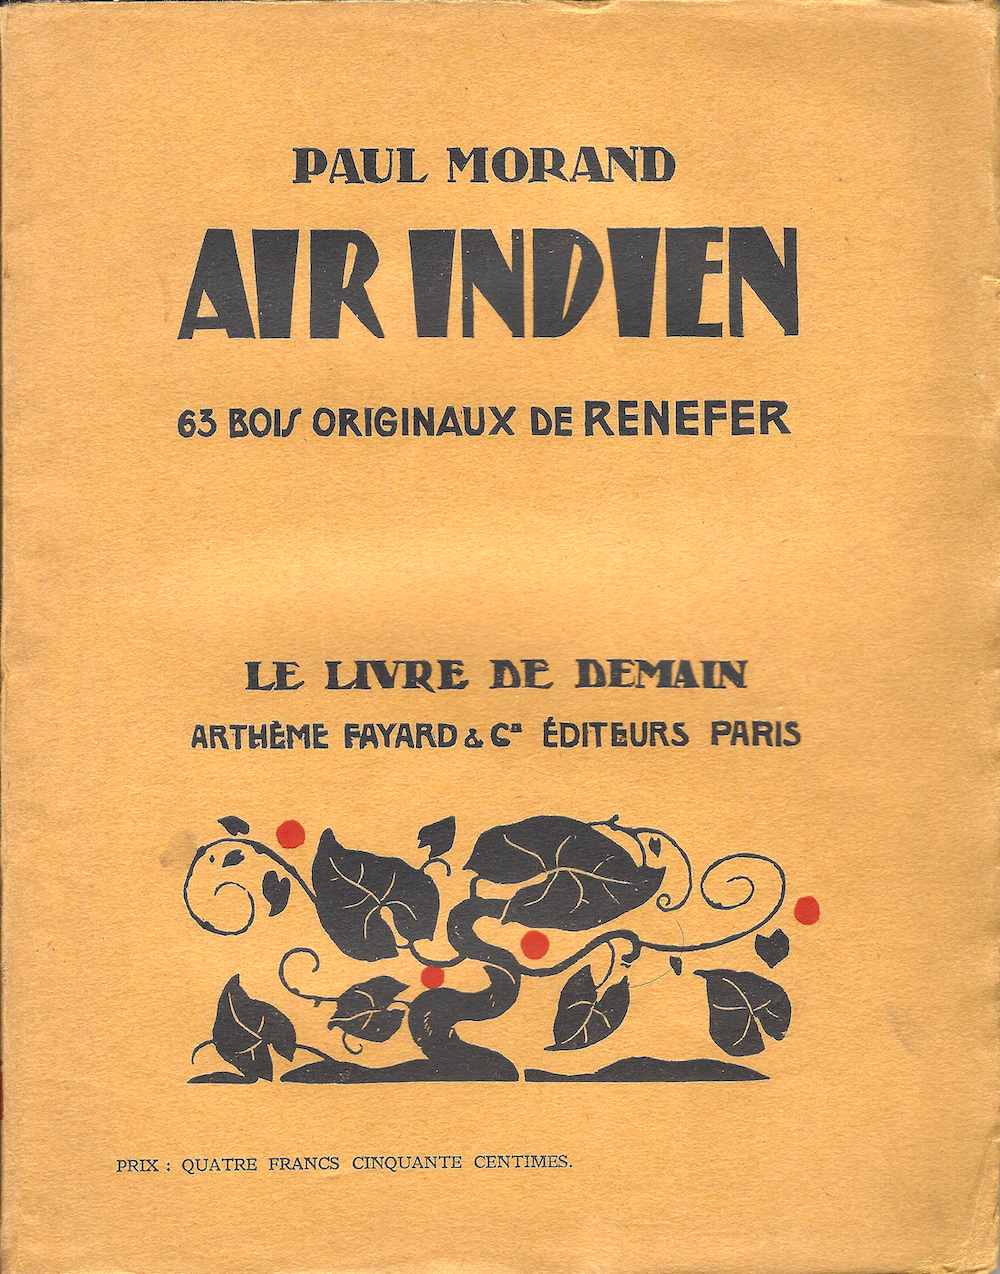 PAUL MORAND
AIR INDIEN
63 BOIS ORIGINAUX DE RENEFER
LE LIVRE DE DEMAIN
ARTHÈME FAYARD & Cie ÉDITEURS PARIS
PRIX : QUATRE FRANCS CINQUANTE CENTIMES.